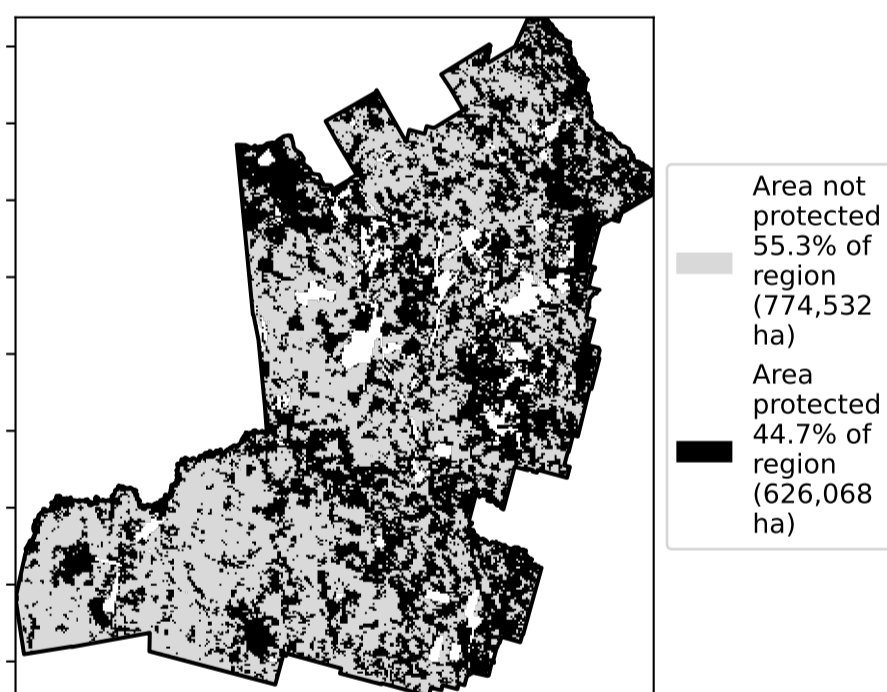 Area not
protected
55.3% of
region
(774,532
ha)
Area
protected
44.7% of
region
(626,068
ha)